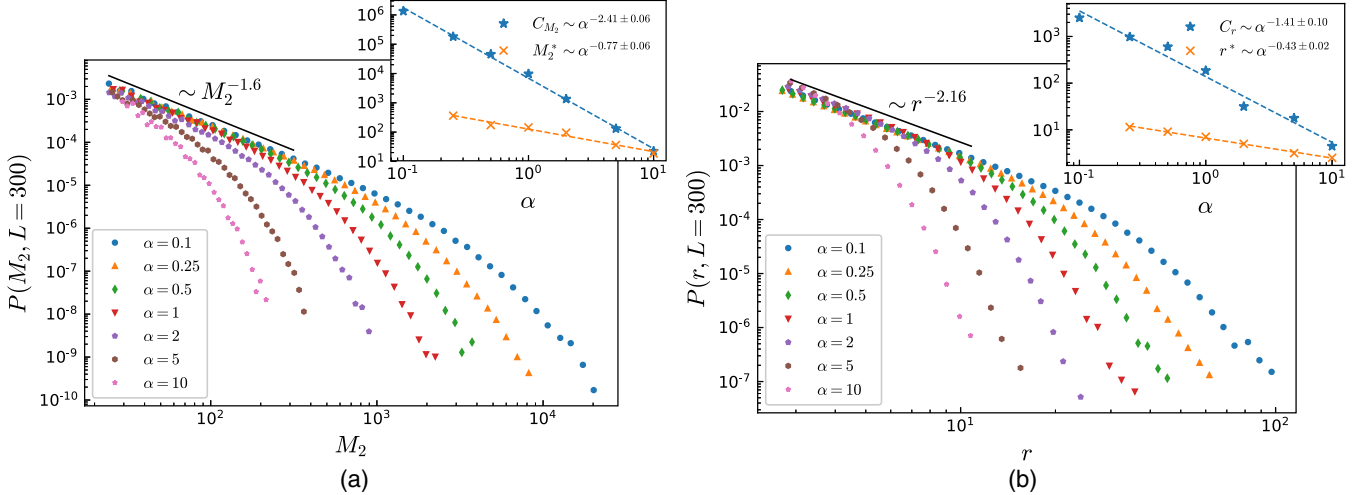 10^6
10^5
10^4
10^3
10^2
10^1
C_{M_2} ∼ α^{−2.41 ± 0.06}
M_2^* ∼ α^{−0.77 ± 0.06}
10^{-1}
10^0
10^1
α
10^{-3}
10^{-4}
10^{-5}
10^{-6}
10^{-7}
10^{-8}
10^{-9}
10^{-10}
P(M_2, L = 300)
∼ M_2^{−1.6}
α = 0.1
α = 0.25
α = 0.5
α = 1
α = 2
α = 5
α = 10
10^2
10^3
10^4
M_2
(a)
10^3
10^2
10^1
C_r ∼ α^{−1.41 ± 0.10}
r^* ∼ α^{−0.43 ± 0.02}
10^{-1}
10^0
10^1
α
10^{-2}
10^{-3}
10^{-4}
10^{-5}
10^{-6}
10^{-7}
P(r, L = 300)
∼ r^{−2.16}
α = 0.1
α = 0.25
α = 0.5
α = 1
α = 2
α = 5
α = 10
10^1
10^2
r
(b)